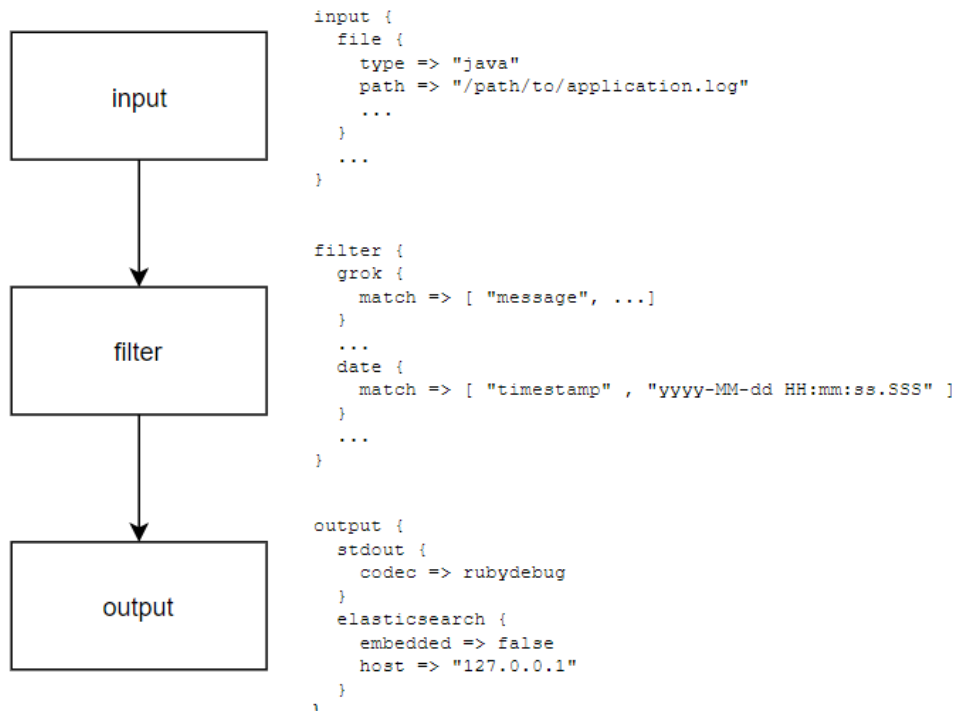 input
input {
  file {
    type => "java"
    path => "/path/to/application.log"
    ...
  }
  ...
}
filter
filter {
  grok {
    match => [ "message", ...]
  }
  ...
  date {
    match => [ "timestamp" , "yyyy-MM-dd HH:mm:ss.SSS" ]
  }
  ...
}
output
output {
  stdout {
    codec => rubydebug
  }
  elasticsearch {
    embedded => false
    host => "127.0.0.1"
  }
}